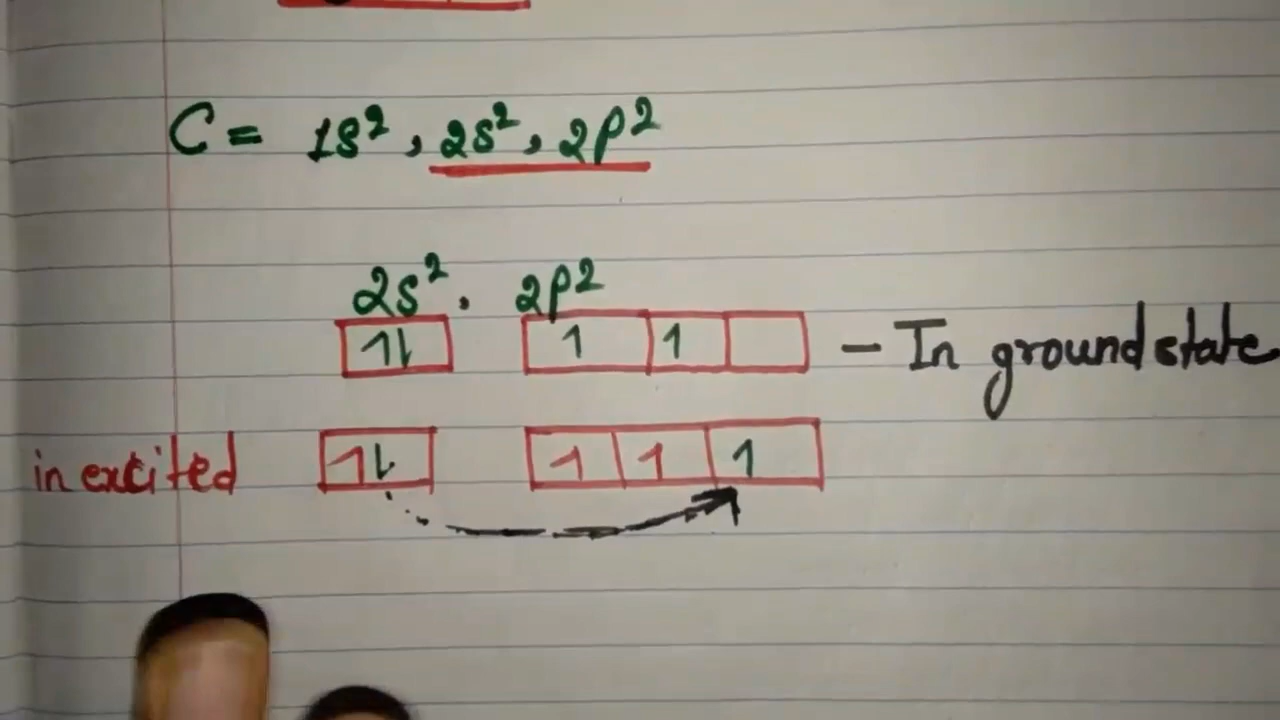 C = 1s², 2s², 2p²
2s². 2p²
1⇂ 1 1 – In ground state
in excited 1⇂ 1 1 1